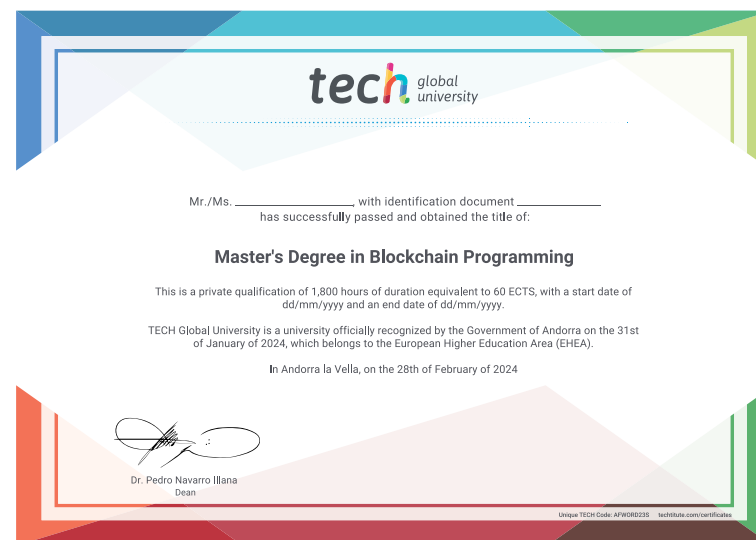 tech global university
Mr./Ms. ____________________, with identification document ______________
has successfully passed and obtained the title of:
Master's Degree in Blockchain Programming
This is a private qualification of 1,800 hours of duration equivalent to 60 ECTS, with a start date of
dd/mm/yyyy and an end date of dd/mm/yyyy.
TECH Global University is a university officially recognized by the Government of Andorra on the 31st
of January of 2024, which belongs to the European Higher Education Area (EHEA).
In Andorra la Vella, on the 28th of February of 2024
Dr. Pedro Navarro Illana
Dean
Unique TECH Code: AFWORD23S techtitute.com/certificates